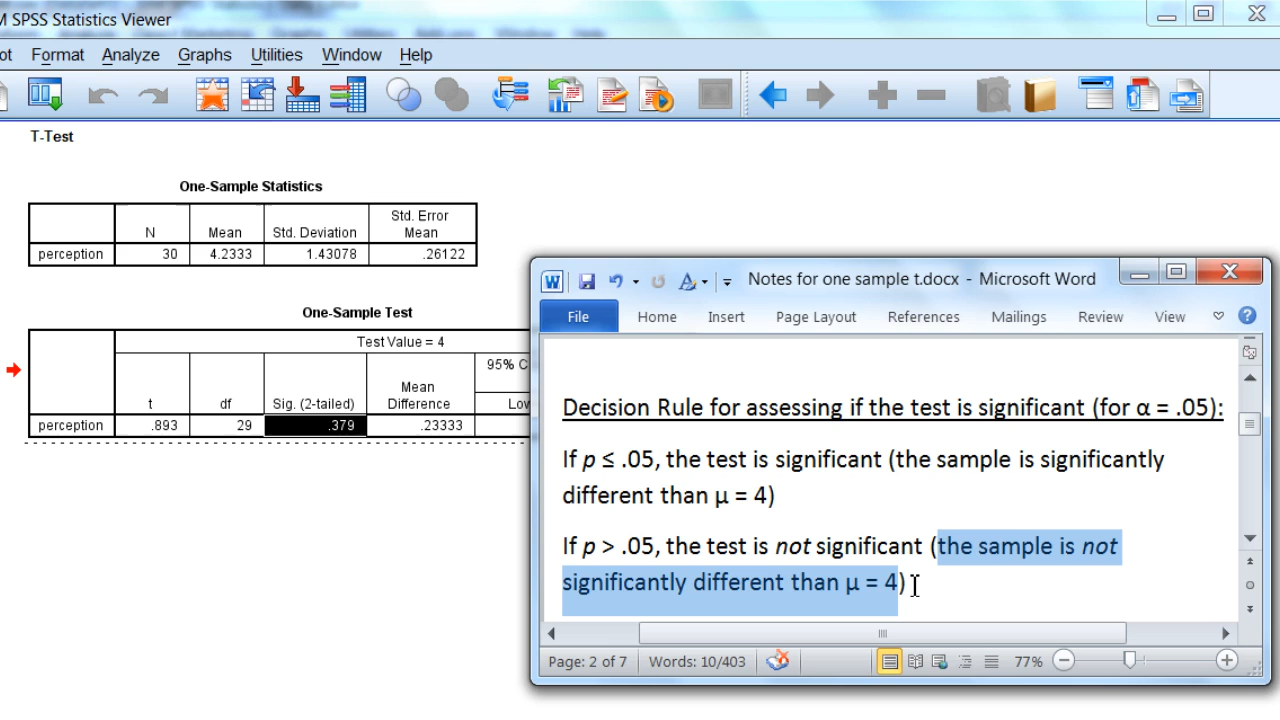 M SPSS Statistics Viewer
ot Format Analyze Graphs Utilities Window Help
T-Test
One-Sample Statistics
N Mean Std. Deviation Std. Error Mean
perception 30 4.2333 1.43078 .26122
One-Sample Test
Test Value = 4
t df Sig. (2-tailed) Mean Difference 95% C
Low
perception .893 29 .379 .23333
W Notes for one sample t.docx - Microsoft Word
File Home Insert Page Layout References Mailings Review View
Decision Rule for assessing if the test is significant (for α = .05):
If p ≤ .05, the test is significant (the sample is significantly
different than μ = 4)
If p > .05, the test is not significant (the sample is not
significantly different than μ = 4)
Page: 2 of 7 Words: 10/403 77%